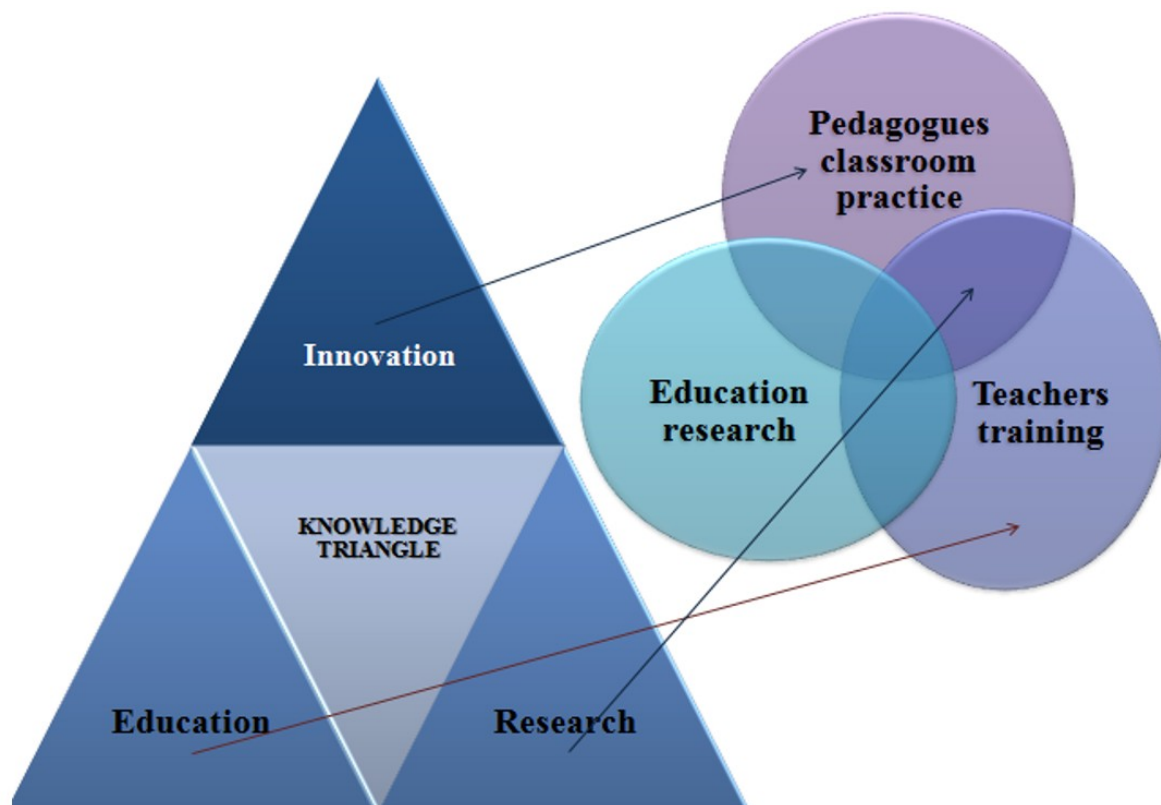 Pedagogues
classroom
practice
Innovation
Education
research
Teachers
training
KNOWLEDGE
TRIANGLE
Education
Research